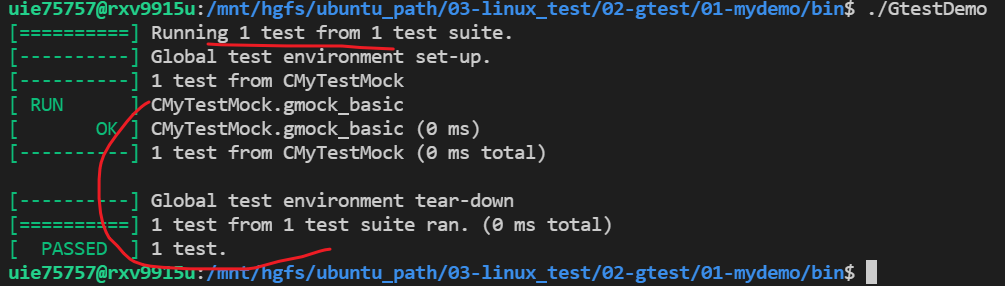 uie75757@rxv9915u:/mnt/hgfs/ubuntu_path/03-linux_test/02-gtest/01-mydemo/bin$ ./GtestDemo
[==========] Running 1 test from 1 test suite.
[----------] Global test environment set-up.
[----------] 1 test from CMyTestMock
[ RUN      ] CMyTestMock.gmock_basic
[       OK ] CMyTestMock.gmock_basic (0 ms)
[----------] 1 test from CMyTestMock (0 ms total)
[----------] Global test environment tear-down
[==========] 1 test from 1 test suite ran. (0 ms total)
[  PASSED  ] 1 test.
uie75757@rxv9915u:/mnt/hgfs/ubuntu_path/03-linux_test/02-gtest/01-mydemo/bin$